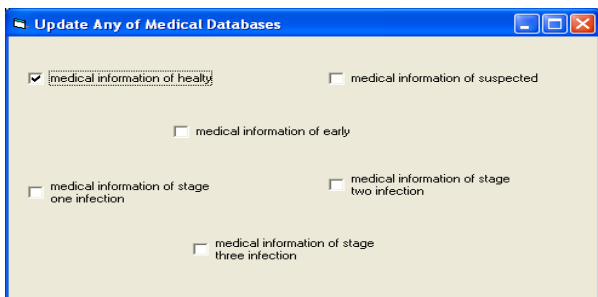 Update Any of Medical Databases
medical information of healty
medical information of suspected
medical information of early
medical information of stage
one infection
medical information of stage
two infection
medical information of stage
three infection